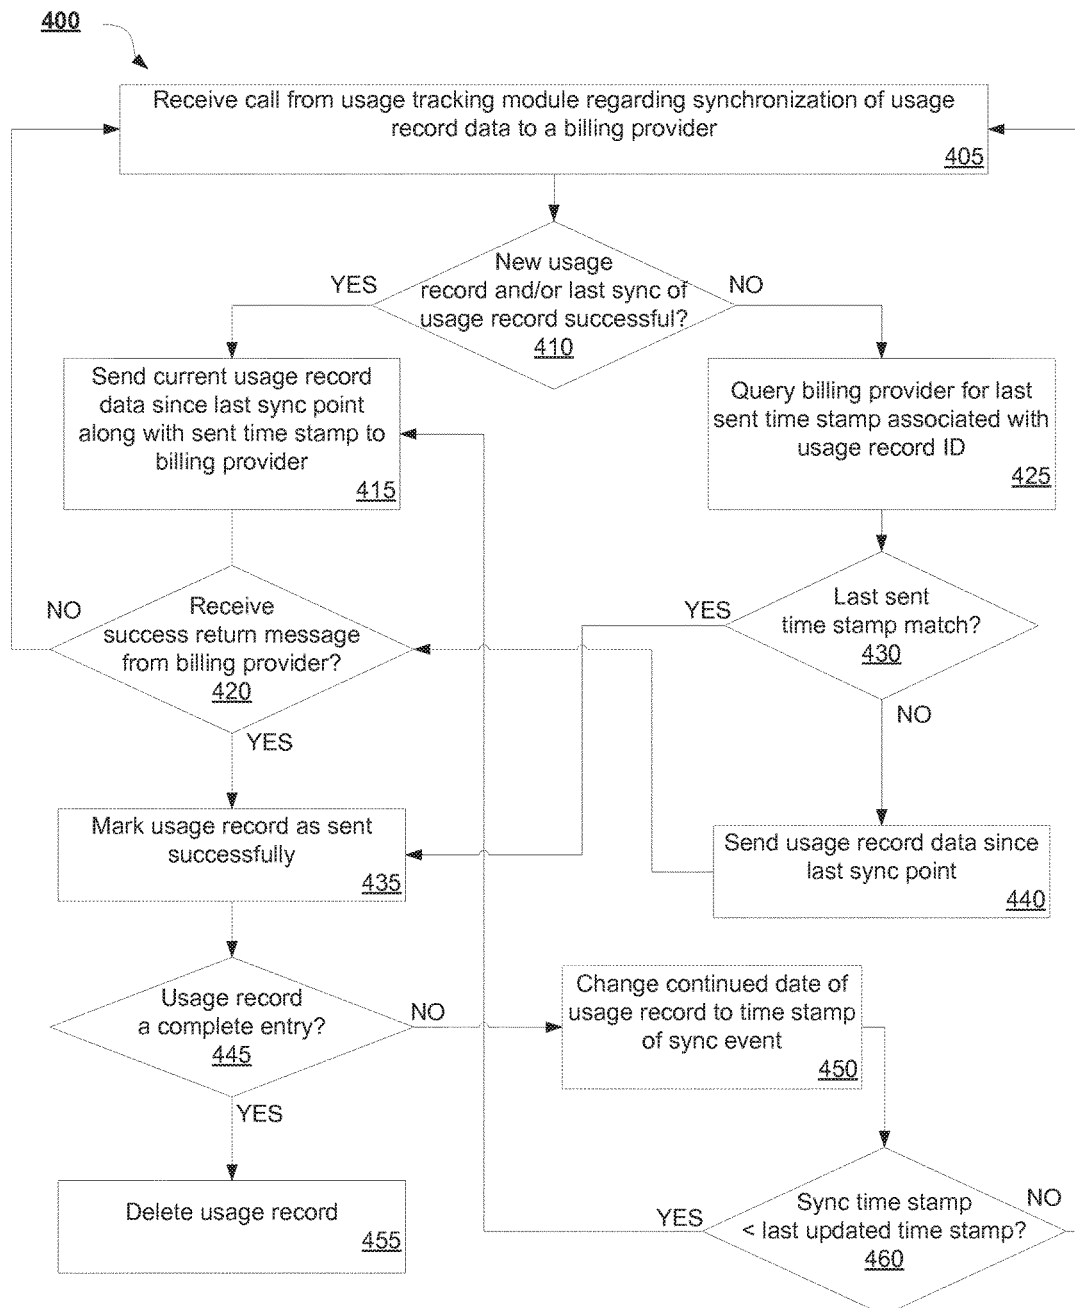 400
Receive call from usage tracking module regarding synchronization of usage
record data to a billing provider
405
New usage
record and/or last sync of
usage record successful?
410
YES
NO
Send current usage record
data since last sync point
along with sent time stamp to
billing provider
415
Query billing provider for last
sent time stamp associated with
usage record ID
425
Receive
success return message
from billing provider?
420
NO
YES
Last sent
time stamp match?
430
YES
NO
Mark usage record as sent
successfully
435
Send usage record data since
last sync point
440
Usage record
a complete entry?
445
NO
YES
Change continued date of
usage record to time stamp
of sync event
450
Delete usage record
455
Sync time stamp
< last updated time stamp?
460
YES
NO